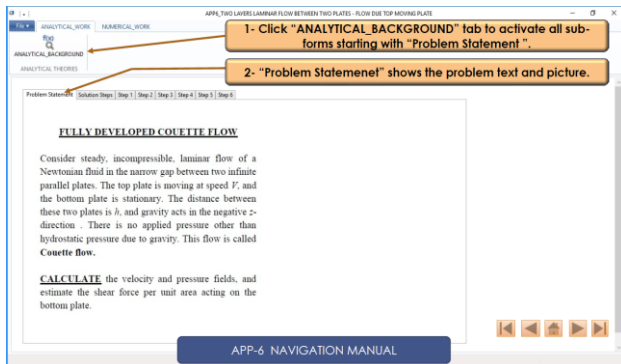 APP6_TWO LAYERS LAMINAR FLOW BETWEEN TWO PLATES - FLOW DUE TOP MOVING PLATE
File ANALYTICAL_WORK NUMERICAL_WORK
f(x)
ANALYTICAL_BACKGROUND
ANALYTICAL THEORIES
1- Click “ANALYTICAL_BACKGROUND” tab to activate all sub-
forms starting with “Problem Statement ”.
2- “Problem Statemenet” shows the problem text and picture.
Problem Statement Solution Steps Step 1 Step 2 Step 3 Step 4 Step 5 Step 6
FULLY DEVELOPED COUETTE FLOW
Consider steady, incompressible, laminar flow of a
Newtonian fluid in the narrow gap between two infinite
parallel plates. The top plate is moving at speed V, and
the bottom plate is stationary. The distance between
these two plates is h, and gravity acts in the negative z-
direction . There is no applied pressure other than
hydrostatic pressure due to gravity. This flow is called
Couette flow.
CALCULATE the velocity and pressure fields, and
estimate the shear force per unit area acting on the
bottom plate.
APP-6 NAVIGATION MANUAL